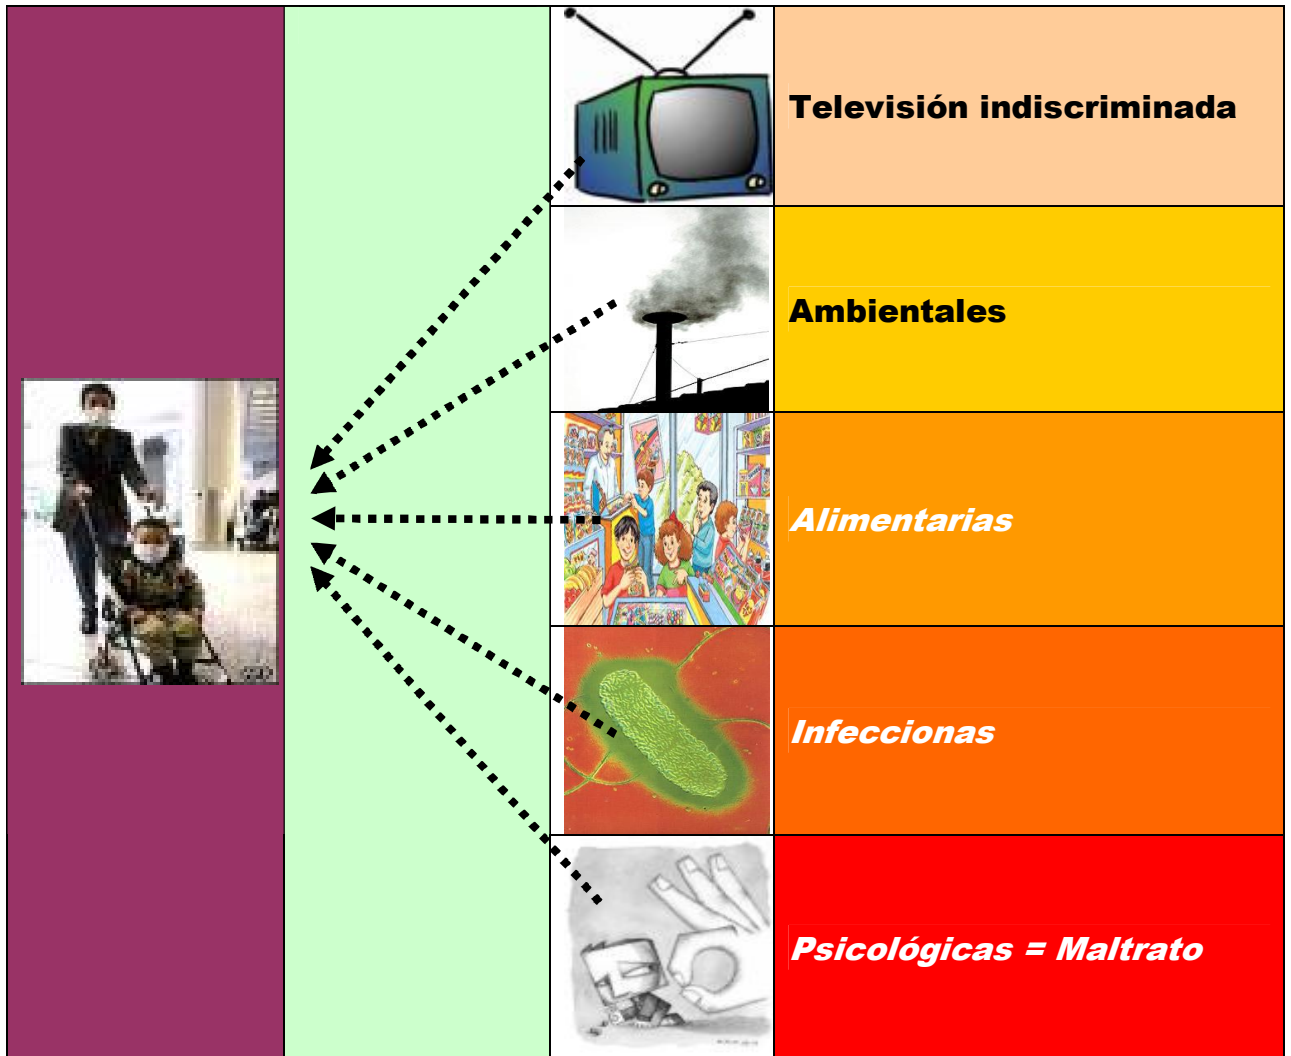 Televisión indiscriminada
Ambientales
Alimentarias
Infeccionas
Psicológicas = Maltrato